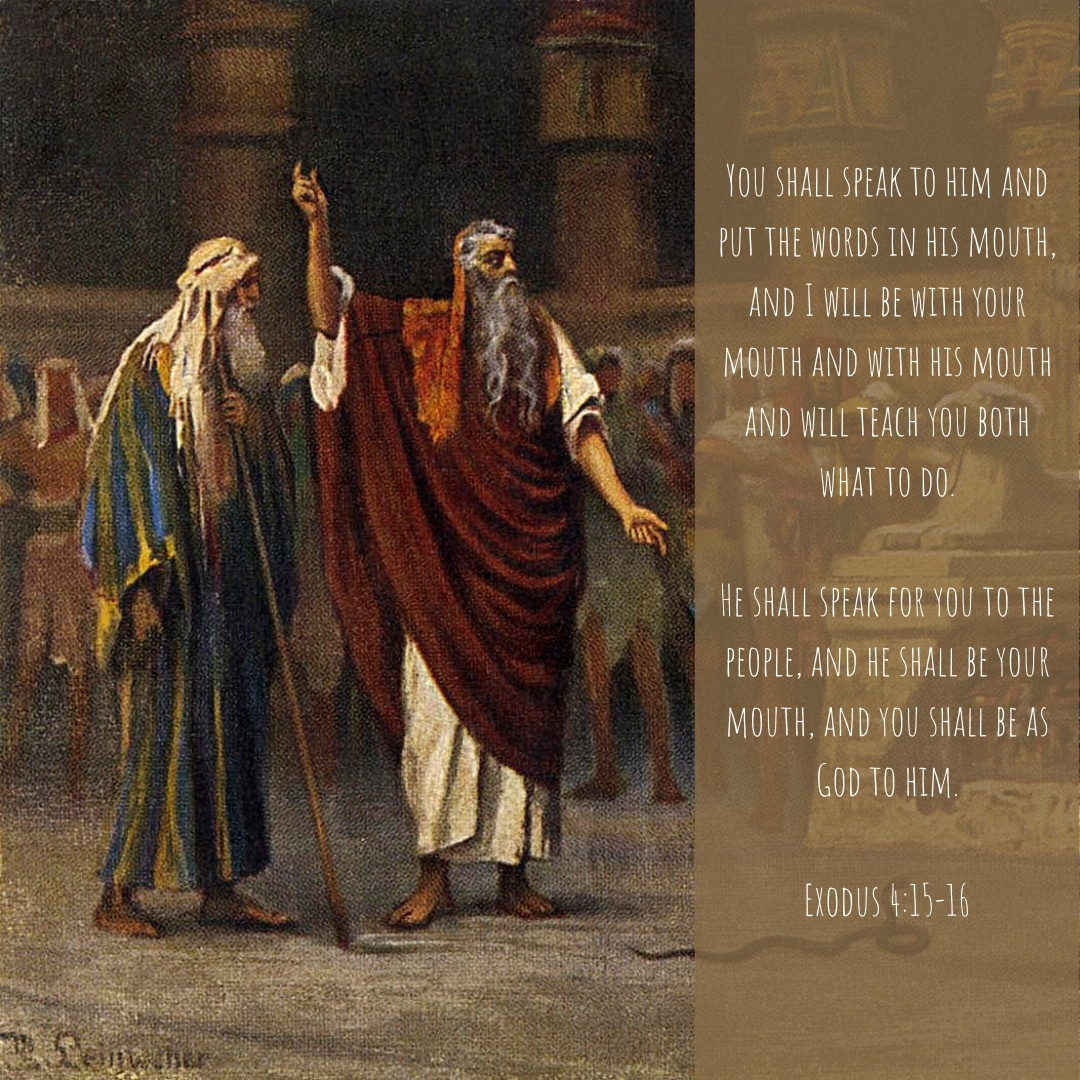 You shall speak to him and
put the words in his mouth,
and I will be with your
mouth and with his mouth
and will teach you both
what to do.
He shall speak for you to the
people, and he shall be your
mouth, and you shall be as
God to him.
Exodus 4:15-16